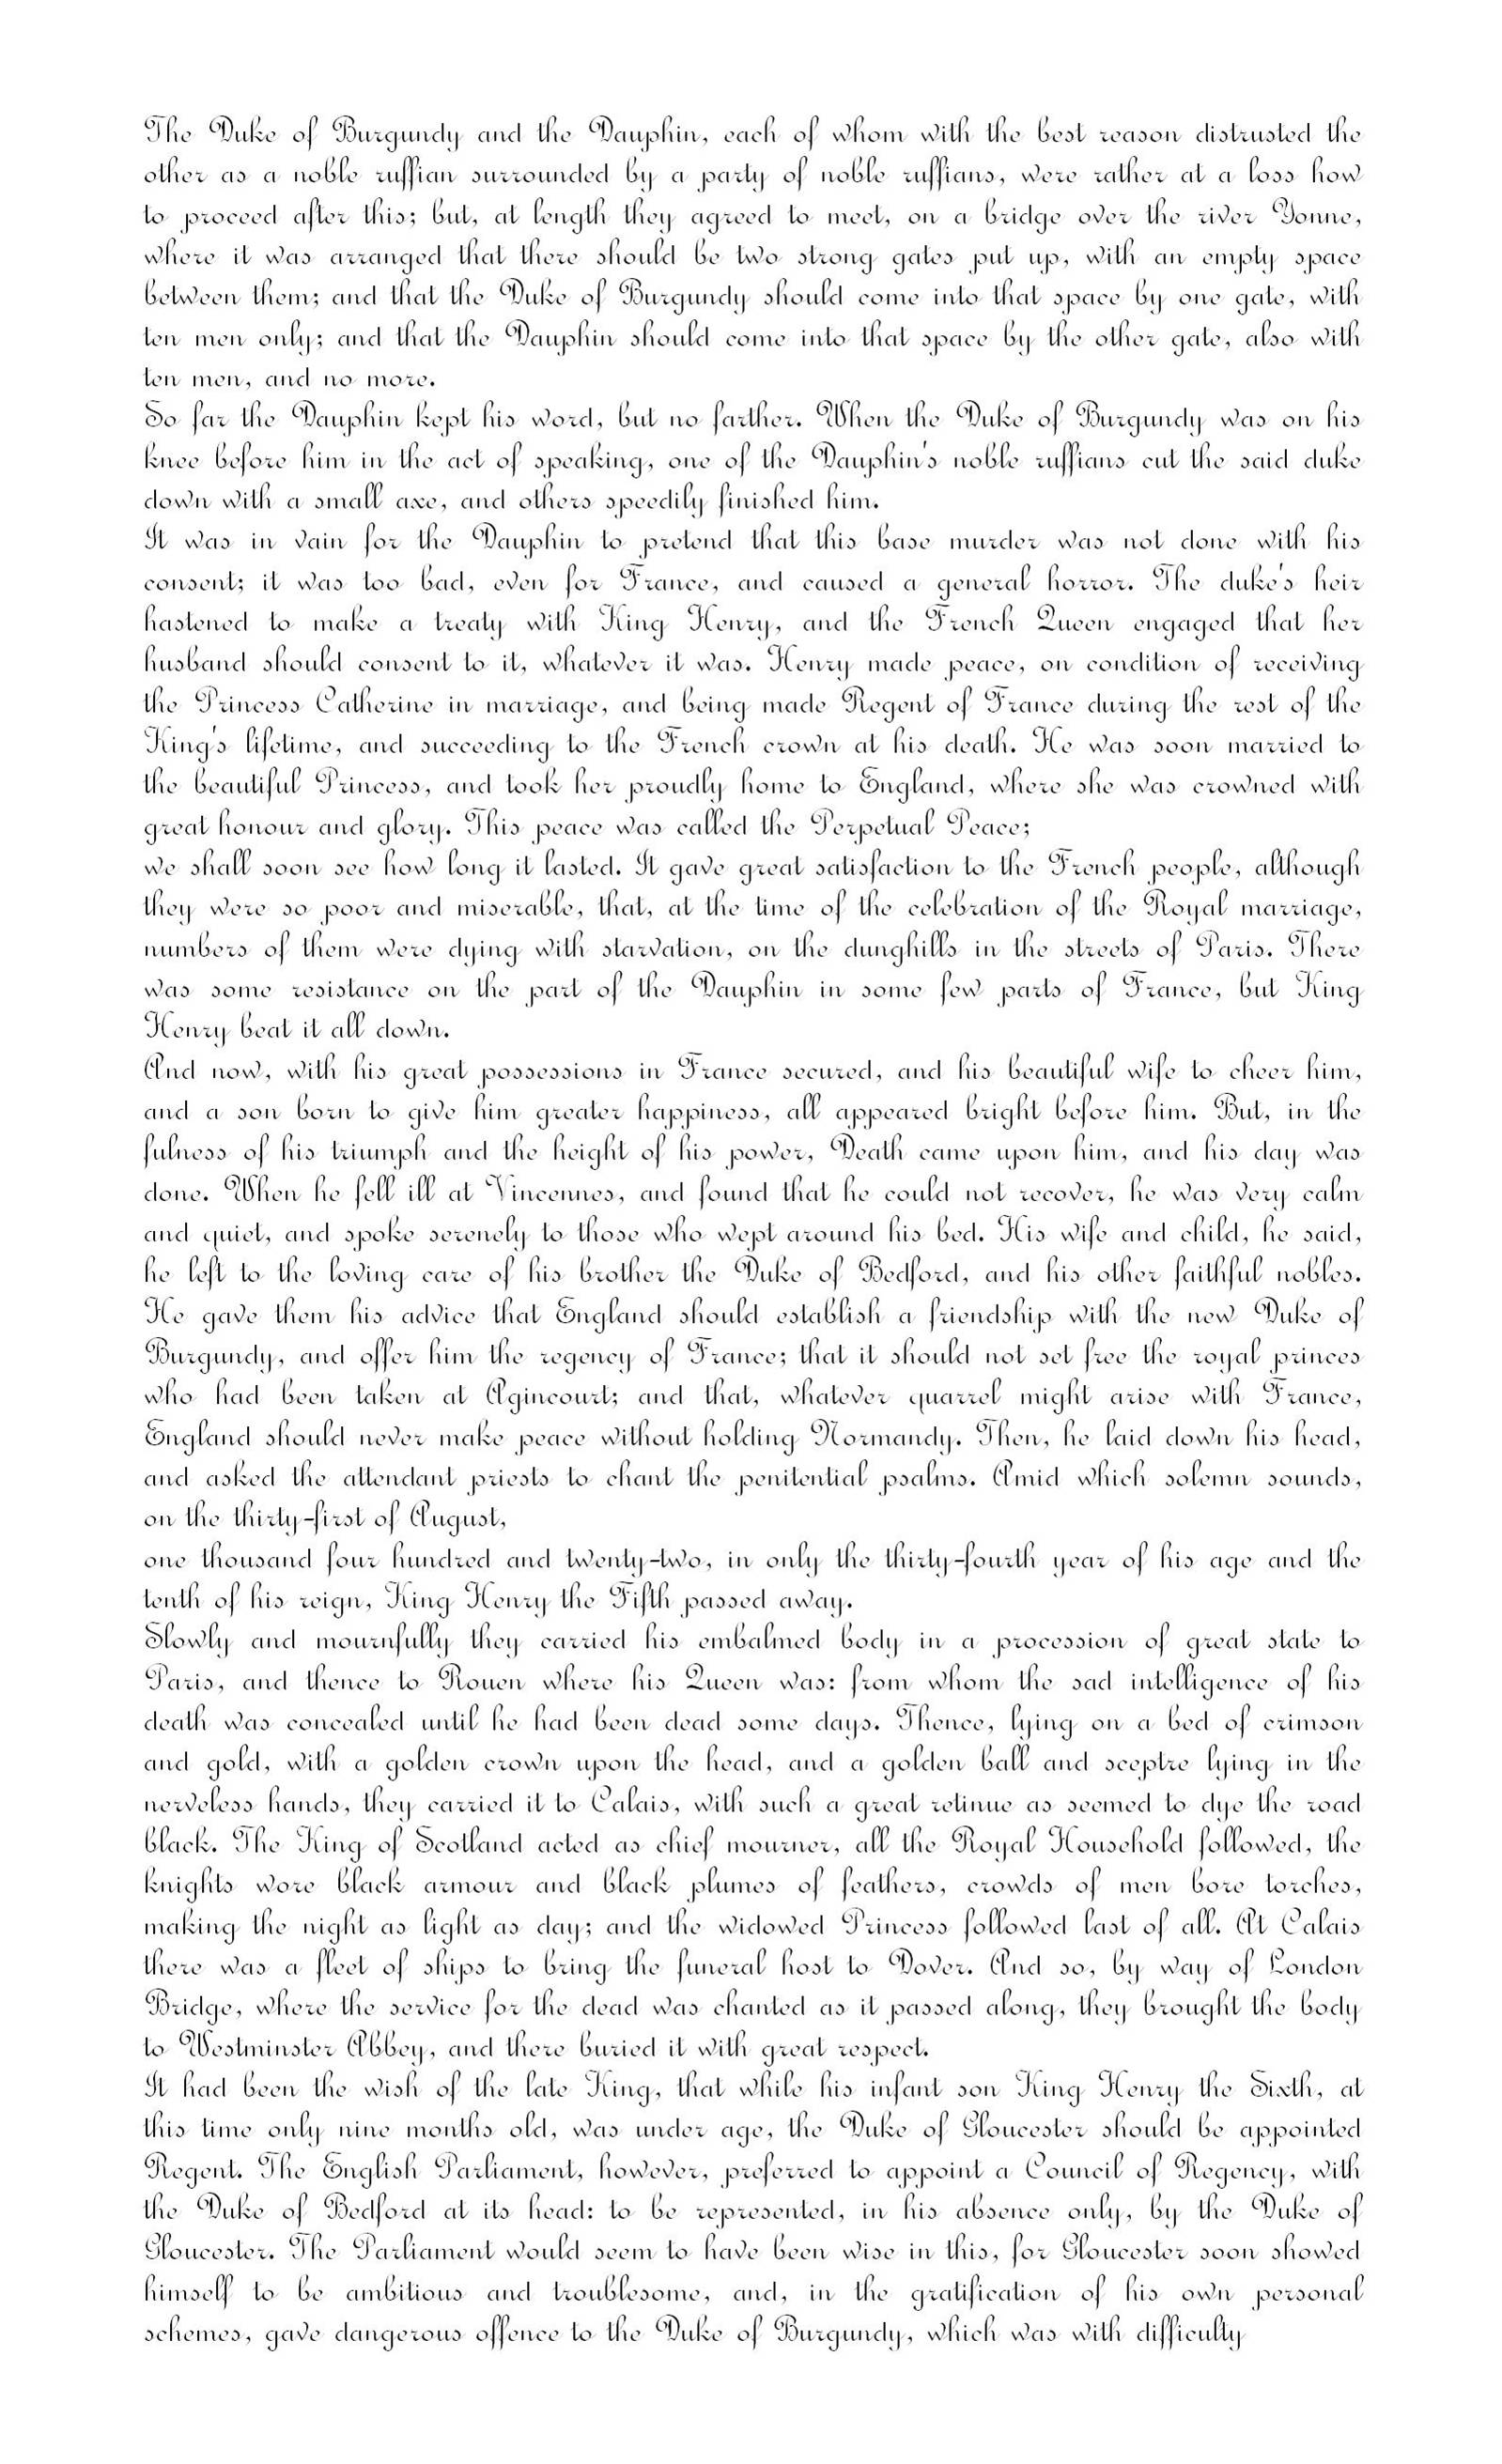 The Duke of Burgundy and the Dauphin, each of whom with the best reason distrusted the
other as a noble ruffian surrounded by a party of noble ruffians, were rather at a loss how
to proceed after this; but, at length they agreed to meet, on a bridge over the river Yonne,
where it was arranged that there should be two strong gates put up, with an empty space
between them; and that the Duke of Burgundy should come into that space by one gate, with
ten men only; and that the Dauphin should come into that space by the other gate, also with
ten men, and no more.
So far the Dauphin kept his word, but no farther. When the Duke of Burgundy was on his
knee before him in the act of speaking, one of the Dauphin's noble ruffians cut the said duke
down with a small axe, and others speedily finished him.
It was in vain for the Dauphin to pretend that this base murder was not done with his
consent; it was too bad, even for France, and caused a general horror. The duke's heir
hastened to make a treaty with King Henry, and the French Queen engaged that her
husband should consent to it, whatever it was. Henry made peace, on condition of receiving
the Princess Catherine in marriage, and being made Regent of France during the rest of the
King's lifetime, and succeeding to the French crown at his death. He was soon married to
the beautiful Princess, and took her proudly home to England, where she was crowned with
great honour and glory. This peace was called the Perpetual Peace;
we shall soon see how long it lasted. It gave great satisfaction to the French people, although
they were so poor and miserable, that, at the time of the celebration of the Royal marriage,
numbers of them were dying with starvation, on the dunghills in the streets of Paris. There
was some resistance on the part of the Dauphin in some few parts of France, but King
Henry beat it all down.
And now, with his great possessions in France secured, and his beautiful wife to cheer him,
and a son born to give him greater happiness, all appeared bright before him. But, in the
fulness of his triumph and the height of his power, Death came upon him, and his day was
done. When he fell ill at Vincennes, and found that he could not recover, he was very calm
and quiet, and spoke serenely to those who wept around his bed. His wife and child, he said,
he left to the loving care of his brother the Duke of Bedford, and his other faithful nobles.
He gave them his advice that England should establish a friendship with the new Duke of
Burgundy, and offer him the regency of France; that it should not set free the royal princes
who had been taken at Agincourt; and that, whatever quarrel might arise with France,
England should never make peace without holding Normandy. Then, he laid down his head,
and asked the attendant priests to chant the penitential psalms. Amid which solemn sounds,
on the thirty-first of August,
one thousand four hundred and twenty-two, in only the thirty-fourth year of his age and the
tenth of his reign, King Henry the Fifth passed away.
Slowly and mournfully they carried his embalmed body in a procession of great state to
Paris, and thence to Rouen where his Queen was: from whom the sad intelligence of his
death was concealed until he had been dead some days. Thence, lying on a bed of crimson
and gold, with a golden crown upon the head, and a golden ball and sceptre lying in the
nerveless hands, they carried it to Calais, with such a great retinue as seemed to dye the road
black. The King of Scotland acted as chief mourner, all the Royal Household followed, the
knights wore black armour and black plumes of feathers, crowds of men bore torches,
making the night as light as day; and the widowed Princess followed last of all. At Calais
there was a fleet of ships to bring the funeral host to Dover. And so, by way of London
Bridge, where the service for the dead was chanted as it passed along, they brought the body
to Westminster Abbey, and there buried it with great respect.
It had been the wish of the late King, that while his infant son King Henry the Sixth, at
this time only nine months old, was under age, the Duke of Gloucester should be appointed
Regent. The English Parliament, however, preferred to appoint a Council of Regency, with
the Duke of Bedford at its head: to be represented, in his absence only, by the Duke of
Gloucester. The Parliament would seem to have been wise in this, for Gloucester soon showed
himself to be ambitious and troublesome, and, in the gratification of his own personal
schemes, gave dangerous offence to the Duke of Burgundy, which was with difficulty